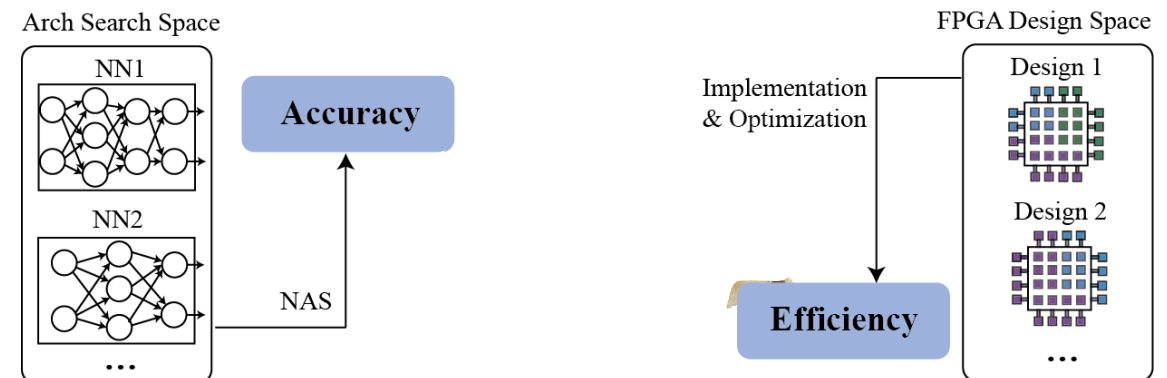 Arch Search Space
NN1
Accuracy
NN2
NAS
...
FPGA Design Space
Design 1
Implementation
& Optimization
Design 2
Efficiency
...